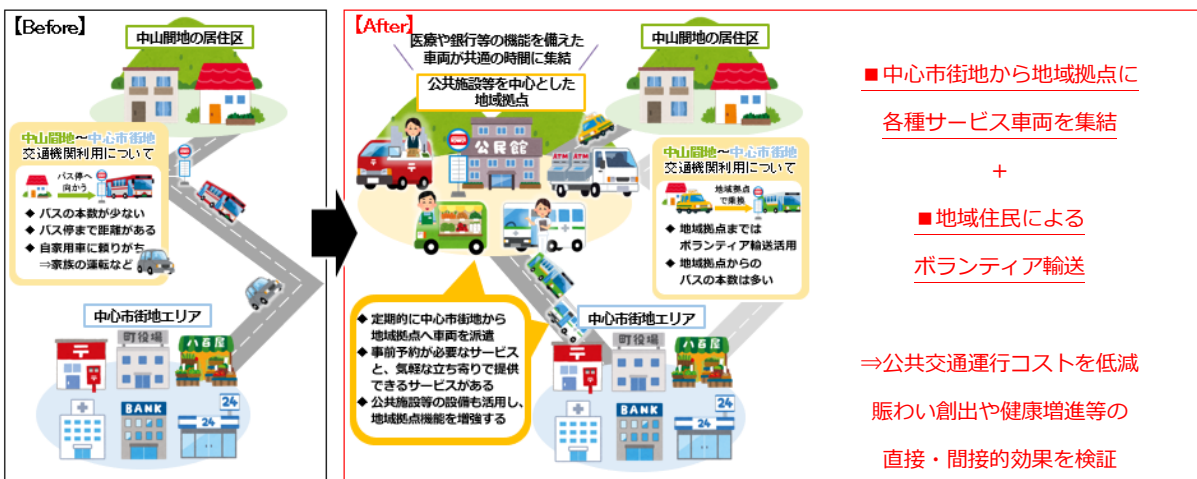 【Before】
中山間地の居住区
中山間地～中心市街地
交通機関利用について
バス停へ
向かう
◆ バスの本数が少ない
◆ バス停まで距離がある
◆ 自家用車に頼りがち
⇒家族の運転など
中心市街地エリア
町役場
八百屋
BANK
24
24
【After】
医療や銀行等の機能を備えた
車両が共通の時間に集結
公共施設等を中心とした
地域拠点
公民館
ATM ATM
中山間地の居住区
中山間地～中心市街地
交通機関利用について
地域拠点
で乗換
◆ 地域拠点までは
ボランティア輸送活用
◆ 地域拠点からの
バスの本数は多い
◆ 定期的に中心市街地から
地域拠点へ車両を派遣
◆ 事前予約が必要なサービス
と、気軽な立ち寄りで提供
できるサービスがある
◆ 公共施設等の設備も活用し、
地域拠点機能を増強する
中心市街地エリア
町役場
八百屋
BANK
24
24
■中心市街地から地域拠点に
各種サービス車両を集結
+
■地域住民による
ボランティア輸送
⇒公共交通運行コストを低減
賑わい創出や健康増進等の
直接・間接的効果を検証